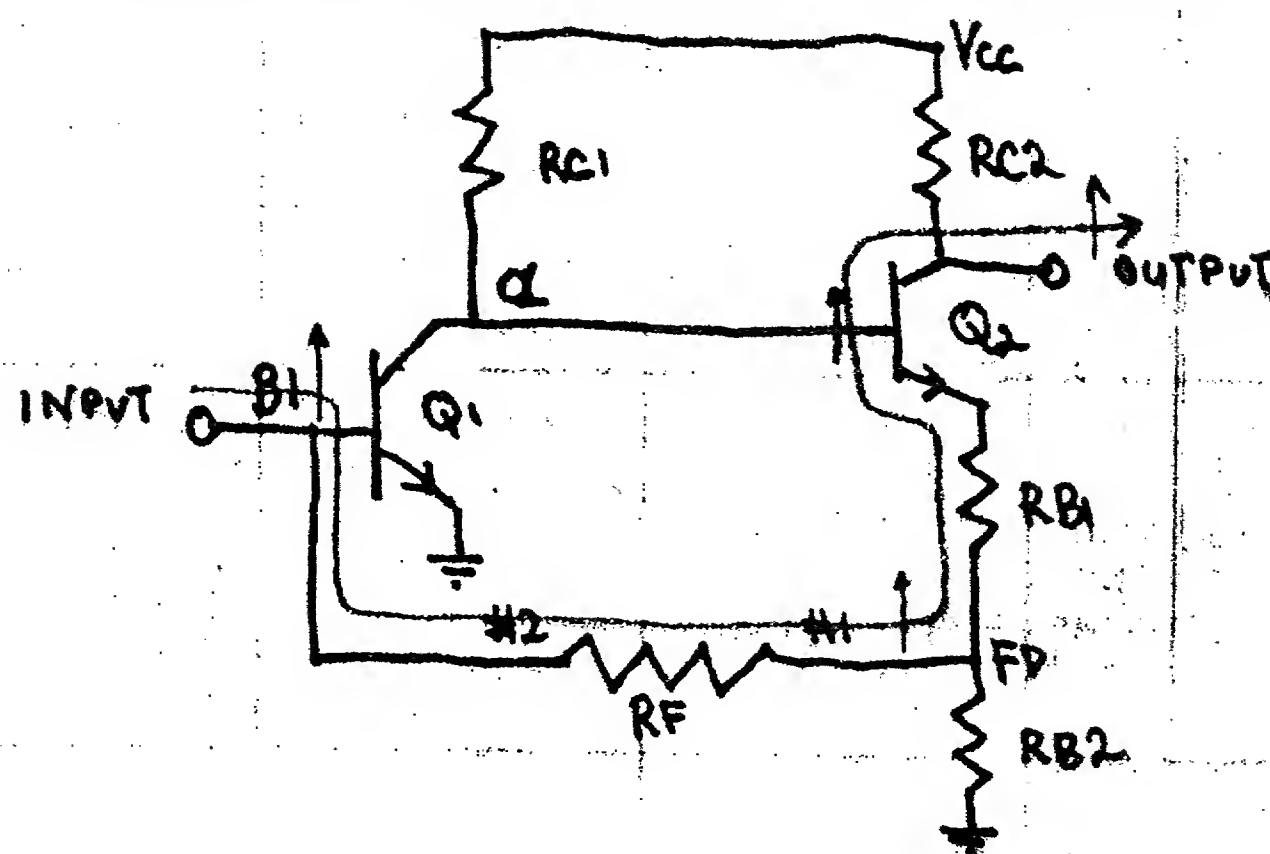 Vcc
RC1
RC2
α
OUTPUT
B1
INPUT
Q1
Q2
RB1
#2
#1
FD
RF
RB2